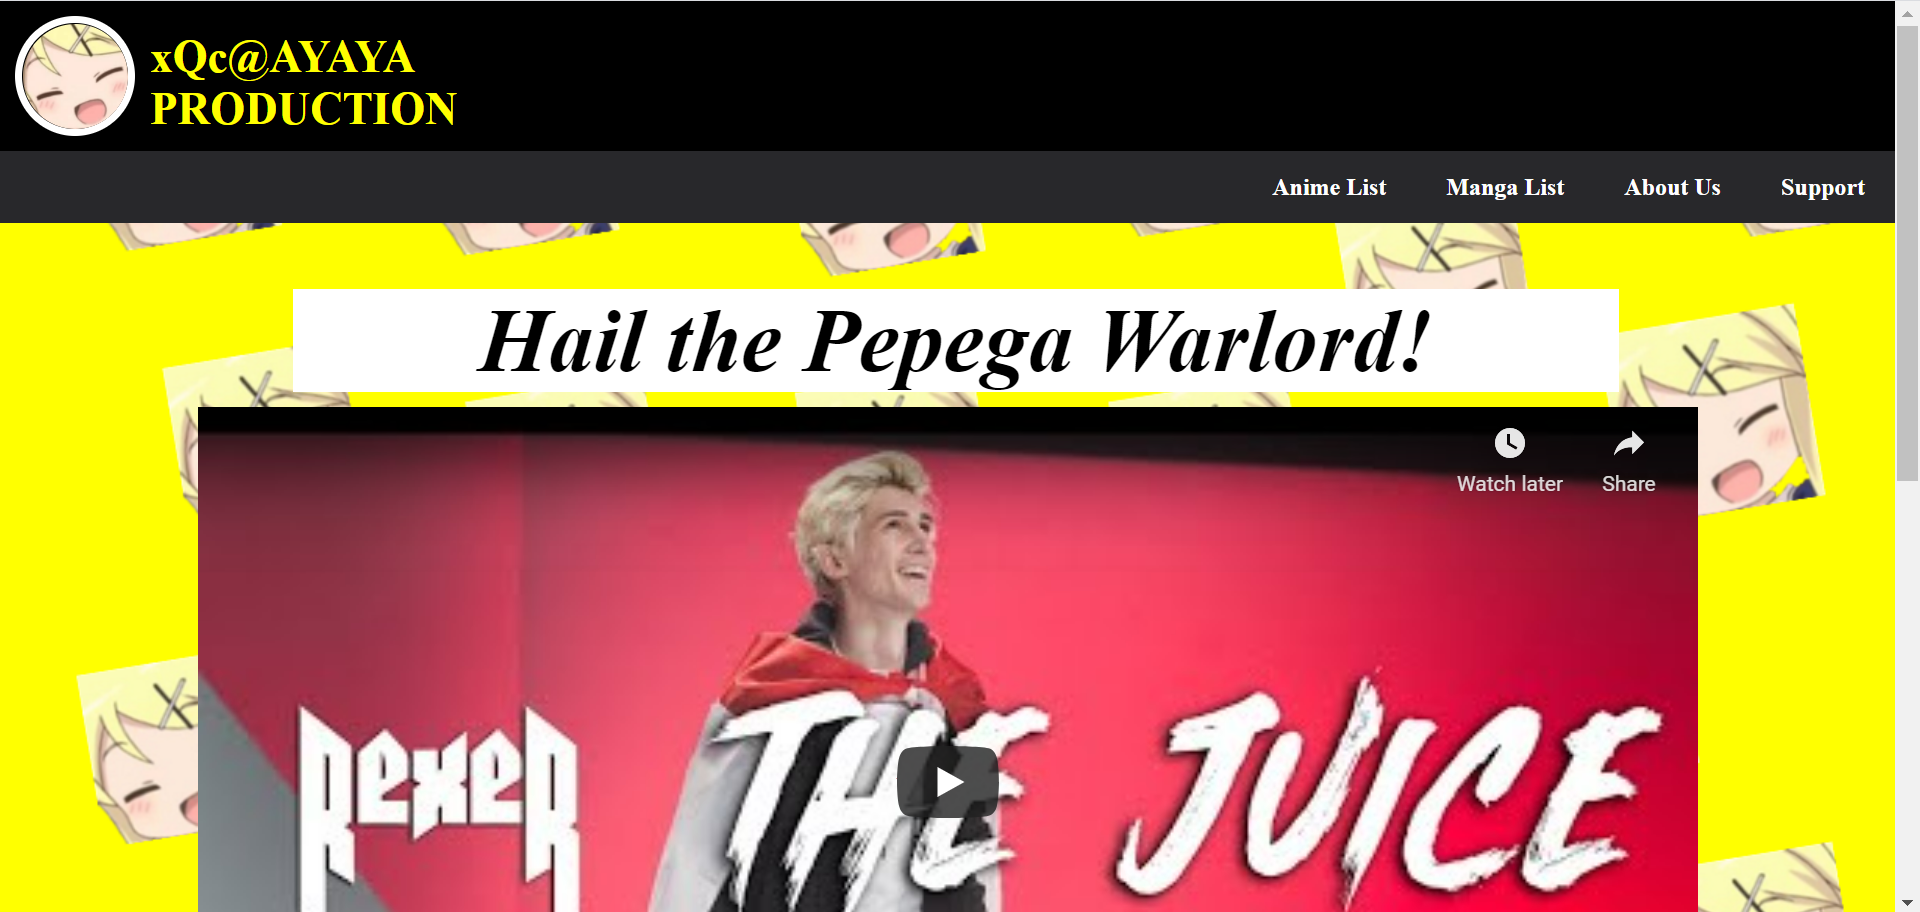 xQc@AYAYA
PRODUCTION
Anime List
Manga List
About Us
Support
Hail the Pepega Warlord!
Watch later
Share
REXER
THE JUICE